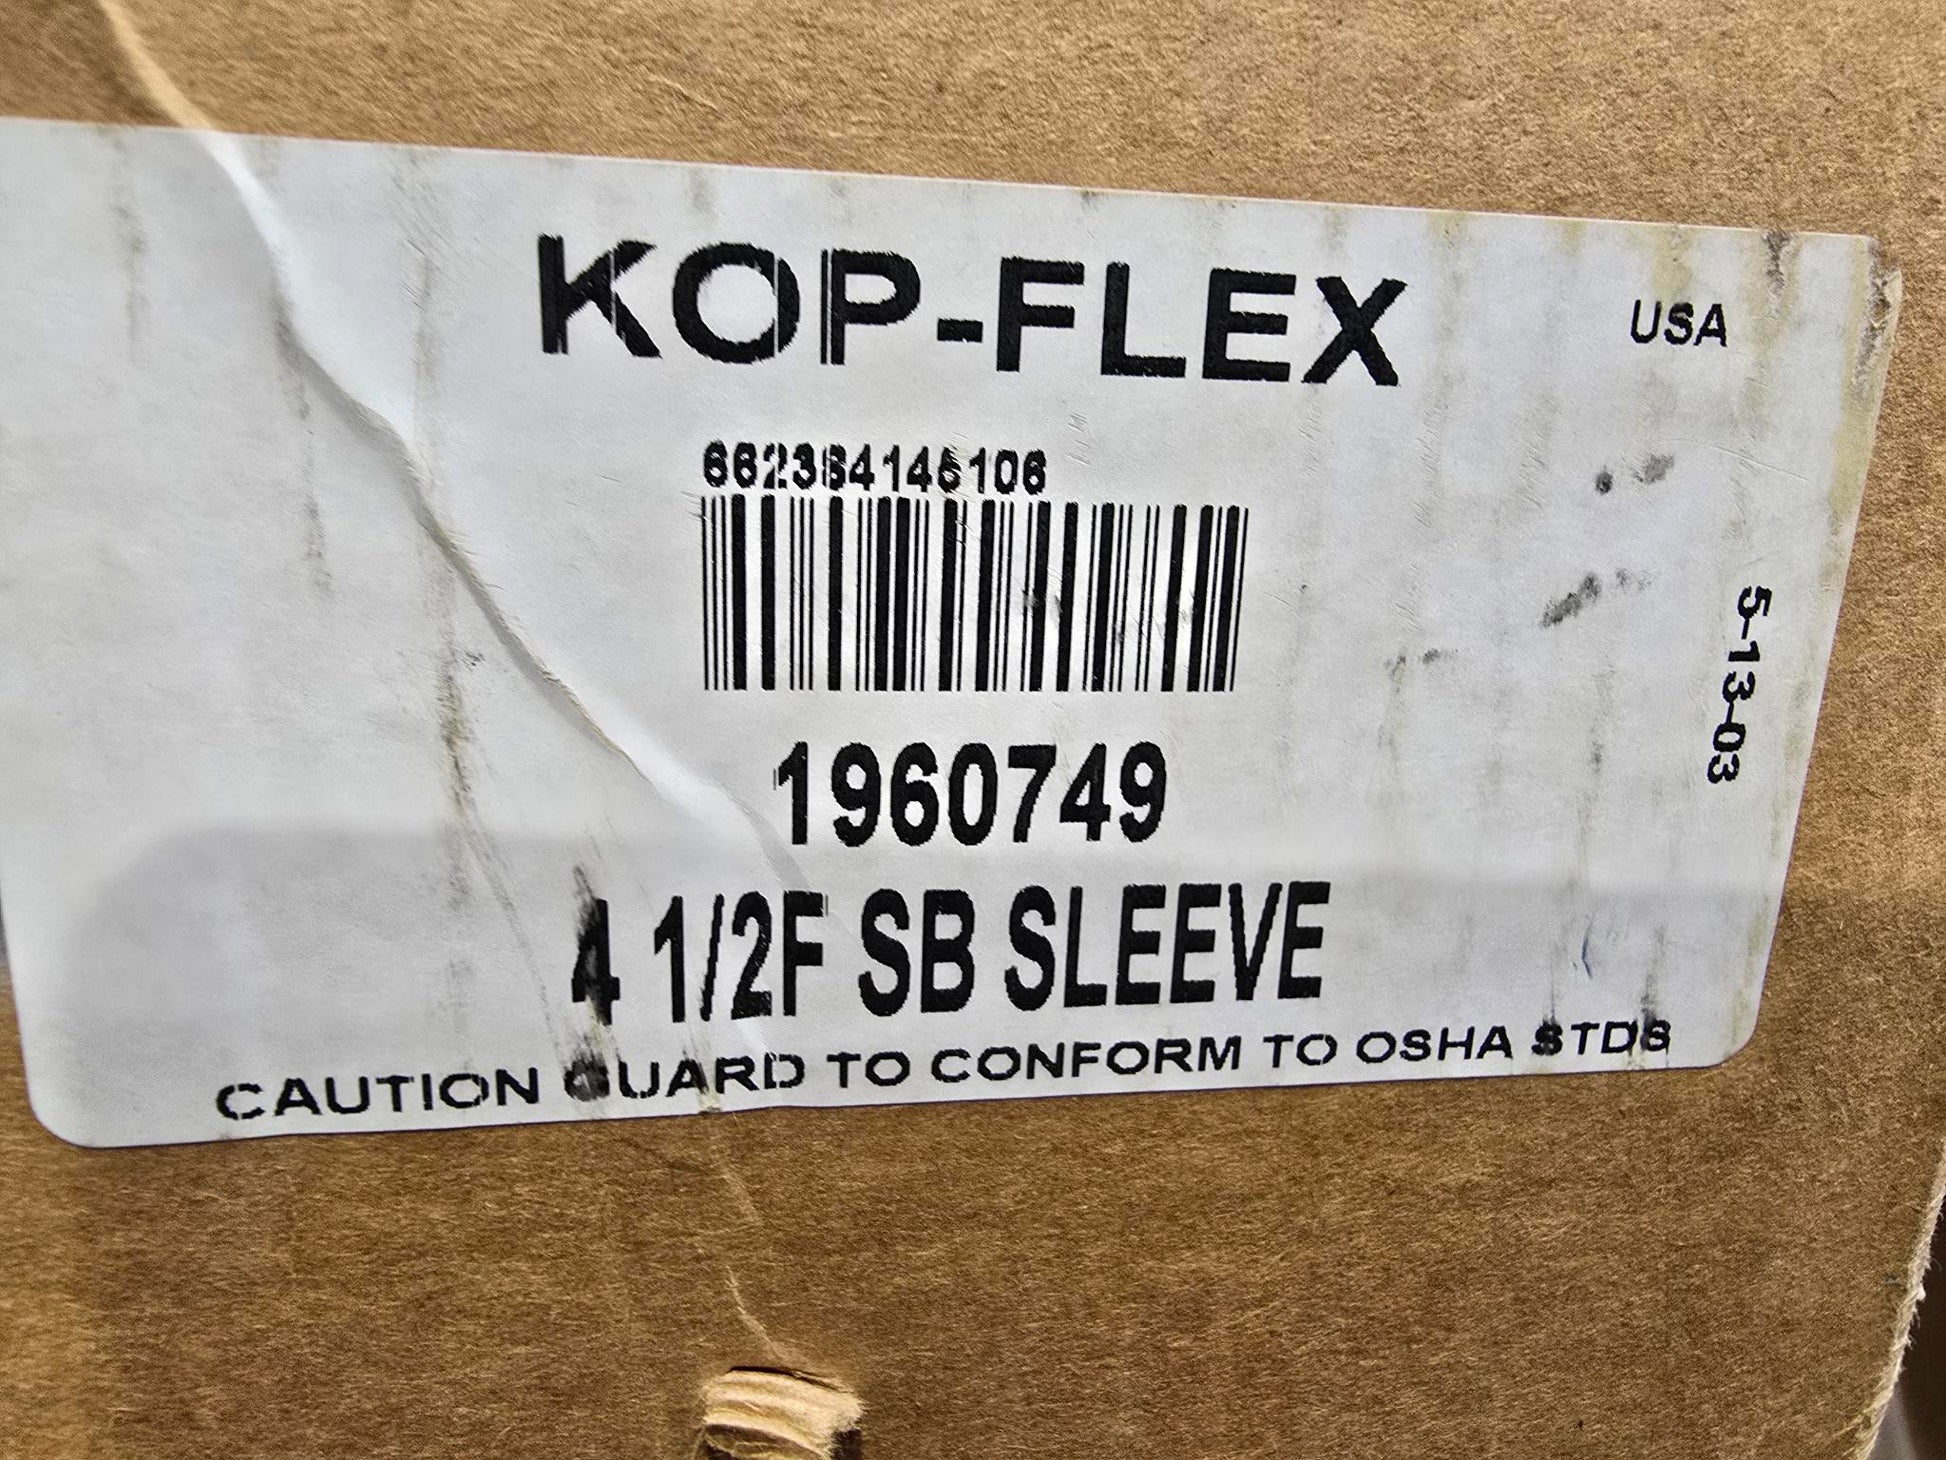 KOP-FLEX
USA
662364146106
5-13-03
1960749
4 1/2F SB SLEEVE
CAUTION GUARD TO CONFORM TO OSHA STDS